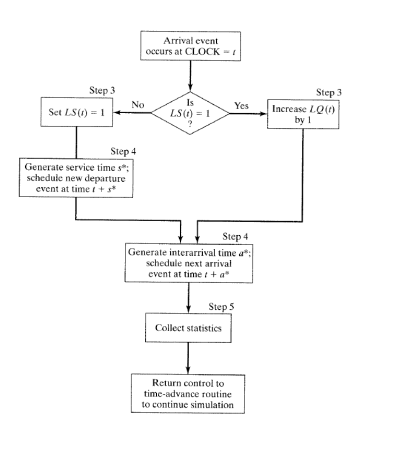 Arrival event
occurs at CLOCK = t
Step 3
Set LS(t) = 1
No
Is
LS(t) = 1
?
Yes
Step 3
Increase LQ(t)
by 1
Step 4
Generate service time s*;
schedule new departure
event at time t + s*
Step 4
Generate interarrival time a*;
schedule next arrival
event at time t + a*
Step 5
Collect statistics
Return control to
time-advance routine
to continue simulation